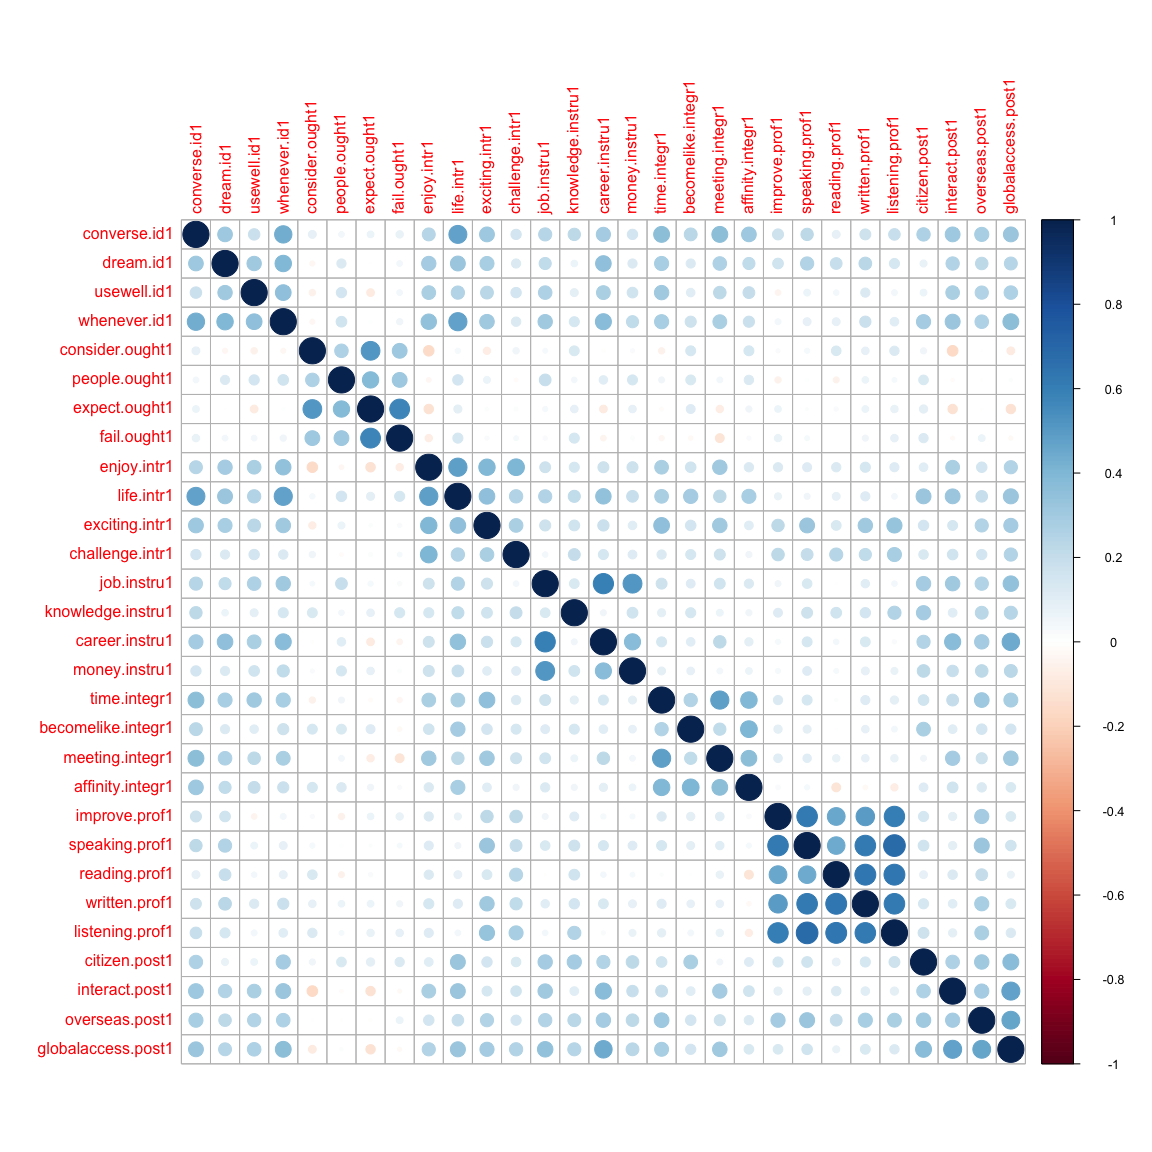 converse.id1
dream.id1
usewell.id1
whenever.id1
consider.ought1
people.ought1
expect.ought1
fail.ought1
enjoy.intr1
life.intr1
exciting.intr1
challenge.intr1
job.instru1
knowledge.instru1
career.instru1
money.instru1
time.integr1
becomelike.integr1
meeting.integr1
affinity.integr1
improve.prof1
speaking.prof1
reading.prof1
written.prof1
listening.prof1
citizen.post1
interact.post1
overseas.post1
globalaccess.post1
converse.id1
dream.id1
usewell.id1
whenever.id1
consider.ought1
people.ought1
expect.ought1
fail.ought1
enjoy.intr1
life.intr1
exciting.intr1
challenge.intr1
job.instru1
knowledge.instru1
career.instru1
money.instru1
time.integr1
becomelike.integr1
meeting.integr1
affinity.integr1
improve.prof1
speaking.prof1
reading.prof1
written.prof1
listening.prof1
citizen.post1
interact.post1
overseas.post1
globalaccess.post1
1
0.8
0.6
0.4
0.2
0
-0.2
-0.4
-0.6
-0.8
-1